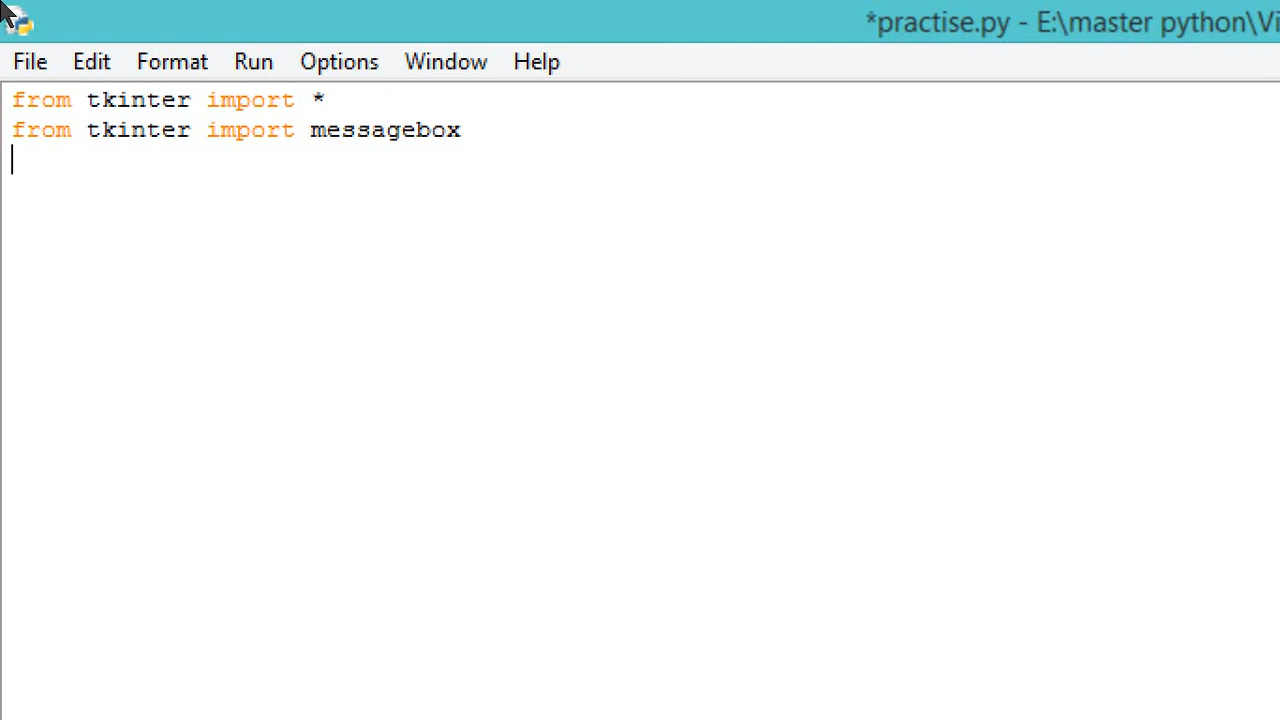 *practise.py - E:\master python\Vi
File Edit Format Run Options Window Help
from tkinter import *
from tkinter import messagebox